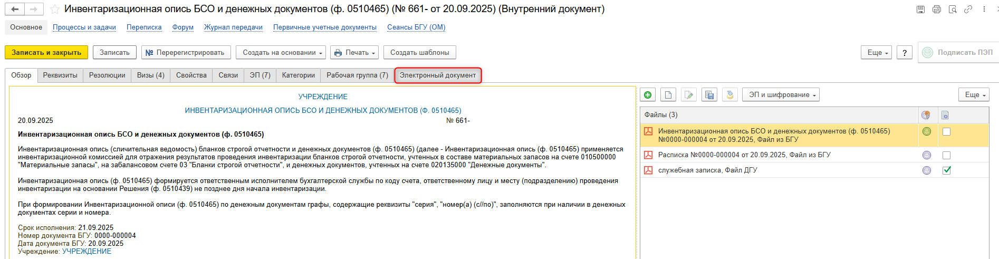 Инвентаризационная опись БСО и денежных документов (ф. 0510465) (№ 661- от 20.09.2025) (Внутренний документ)
Основное Процессы и задачи Переписка Форум Журнал передачи Первичные учетные документы Сеансы БГУ (ОМ)
Записать и закрыть Записать № Перерегистрировать Создать на основании Печать Создать шаблоны Еще ? Подписать ПЭП
Обзор Реквизиты Резолюции Визы (4) Свойства Связи ЭП (7) Категории Рабочая группа (7) Электронный документ
УЧРЕЖДЕНИЕ
ИНВЕНТАРИЗАЦИОННАЯ ОПИСЬ БСО И ДЕНЕЖНЫХ ДОКУМЕНТОВ (Ф. 0510465)
20.09.2025 № 661-
Инвентаризационная опись БСО и денежных документов (ф. 0510465)
Инвентаризационная опись (сличительная ведомость) бланков строгой отчетности и денежных документов (ф. 0510465) (далее - Инвентаризационная опись (ф. 0510465) применяется
инвентаризационной комиссией для отражения результатов проведения инвентаризации бланков строгой отчетности, учтенных в составе материальных запасов на счете 010500000
"Материальные запасы", на забалансовом счете 03 "Бланки строгой отчетности", и денежных документов, учтенных на счете 020135000 "Денежные документы".
Инвентаризационная опись (ф. 0510465) формируется ответственным исполнителем бухгалтерской службы по коду счета, ответственному лицу и месту (подразделению) проведения
инвентаризации на основании Решения (ф. 0510439) не позднее дня начала инвентаризации.
При формировании Инвентаризационной описи (ф. 0510465) по денежным документам графы, содержащие реквизиты "серия", "номер(а) (с//по)", заполняются при наличии в денежных
документах серии и номера.
Срок исполнения: 21.09.2025
Номер документа БГУ: 0000-000004
Дата документа БГУ: 20.09.2025
Учреждение: УЧРЕЖДЕНИЕ
ЭП и шифрование Еще
Файлы (3)
Инвентаризационная опись БСО и денежных документов (ф. 0510465)
№0000-000004 от 20.09.2025, Файл из БГУ
Расписка №0000-000004 от 20.09.2025, Файл из БГУ
служебная записка, Файл ДГУ